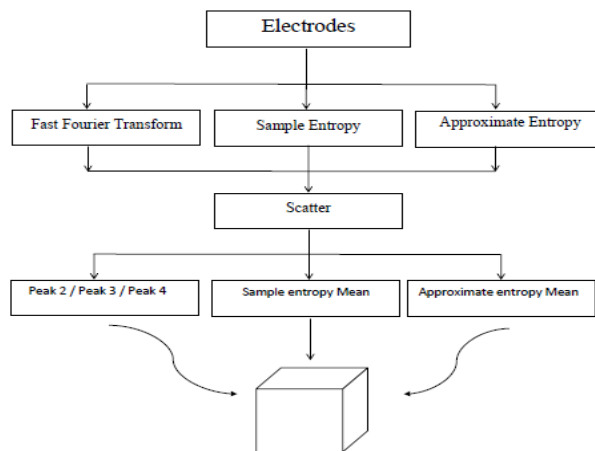 Electrodes
Fast Fourier Transform
Sample Entropy
Approximate Entropy
Scatter
Peak 2 / Peak 3 / Peak 4
Sample entropy Mean
Approximate entropy Mean